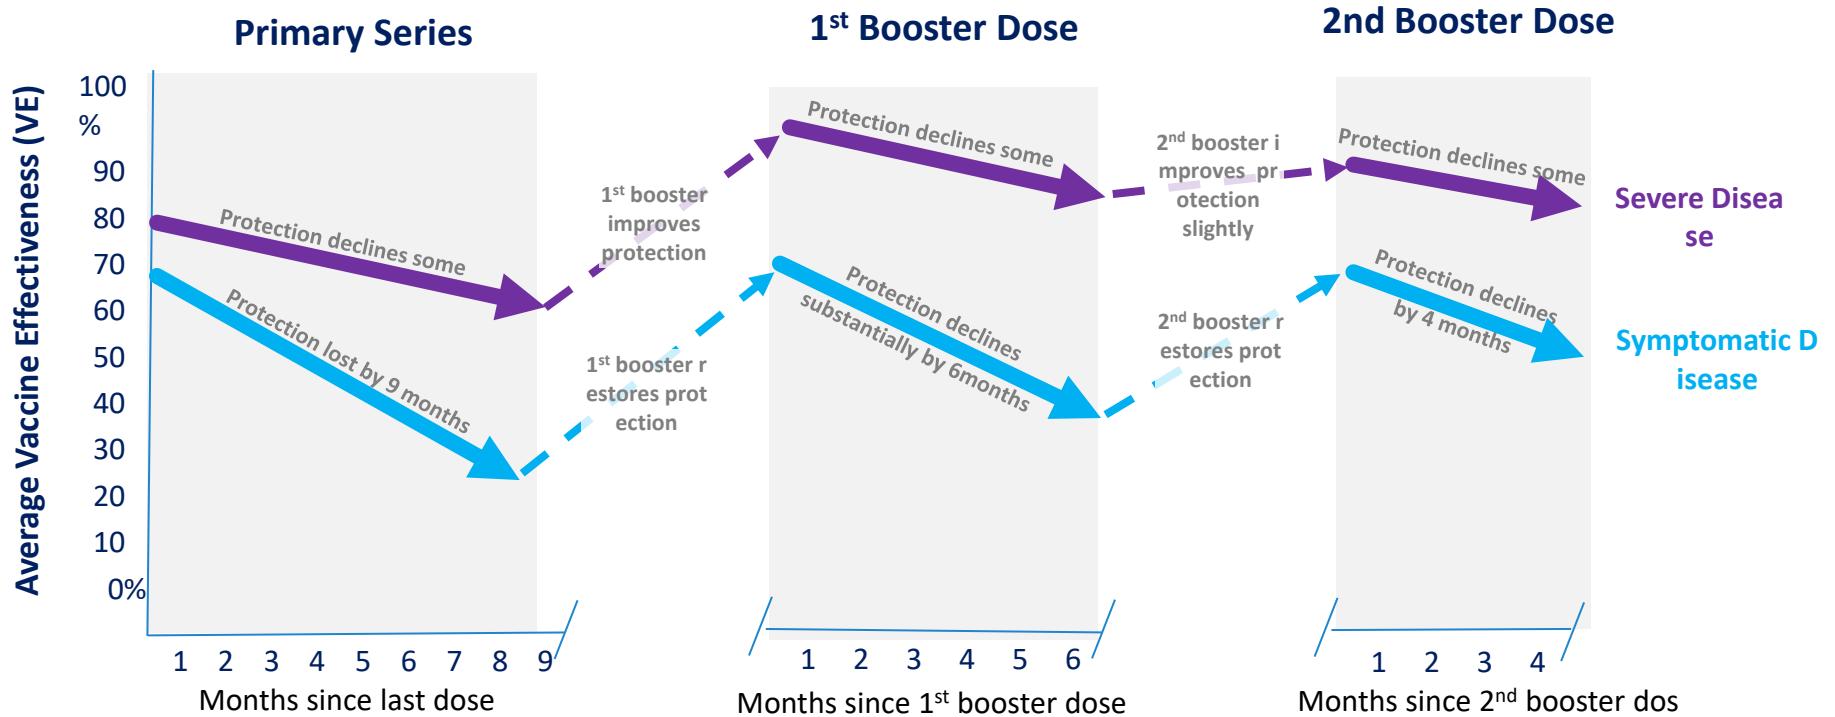 Primary Series
1st Booster Dose
2nd Booster Dose
Average Vaccine Effectiveness (VE)
100
%
90
80
70
60
50
40
30
20
10
0%
Protection declines some
Protection lost by 9 months
1st booster
improves
protection
1st booster r
estores prot
ection
Protection declines some
Protection declines
substantially by 6months
2nd booster i
mproves pr
otection
slightly
2nd booster r
estores prot
ection
Protection declines some
Protection declines
by 4 months
Severe Disea
se
Symptomatic D
isease
1 2 3 4 5 6 7 8 9
Months since last dose
1 2 3 4 5 6
Months since 1st booster dose
1 2 3 4
Months since 2nd booster dos